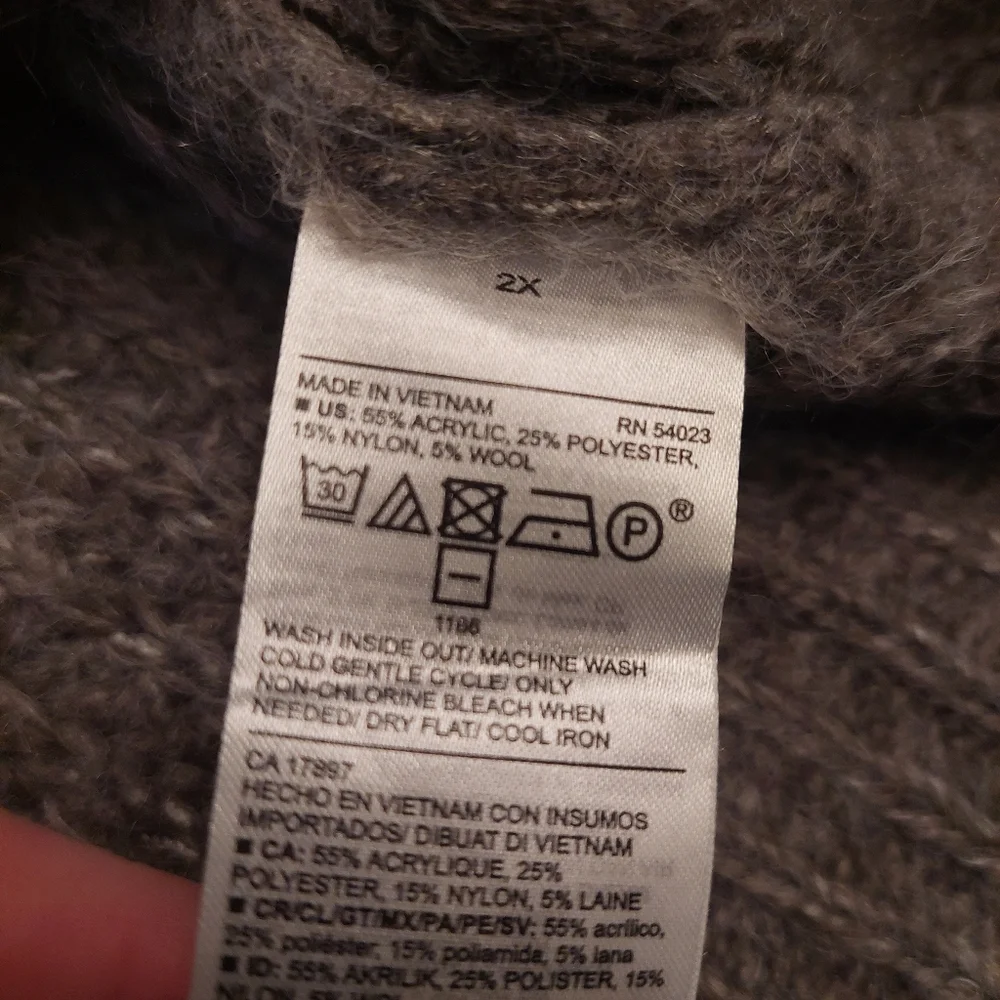 2X
MADE IN VIETNAM
RN 54023
■ US: 55% ACRYLIC, 25% POLYESTER,
15% NYLON, 5% WOOL
30
P ®
WASH INSIDE OUT/ MACHINE WASH
COLD GENTLE CYCLE/ ONLY
NON-CHLORINE BLEACH WHEN
NEEDED/ DRY FLAT/ COOL IRON
CA 17897
HECHO EN VIETNAM CON INSUMOS
IMPORTADOS/ DIBUAT DI VIETNAM
■ CA: 55% ACRYLIQUE, 25%
POLYESTER, 15% NYLON, 5% LAINE
■ CR/CL/GT/MX/PA/PE/SV: 55% acrílico,
25% poliéster, 15% poliamida, 5% lana
■ ID: 55% AKRILIK, 25% POLISTER, 15%